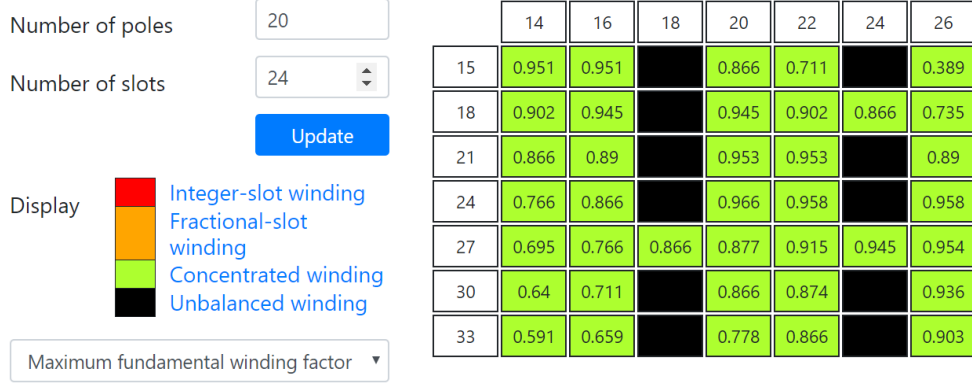 Number of poles
20
Number of slots
24
Update
Display
Integer-slot winding
Fractional-slot
winding
Concentrated winding
Unbalanced winding
Maximum fundamental winding factor
14 16 18 20 22 24 26
15 0.951 0.951 0.866 0.711 0.389
18 0.902 0.945 0.945 0.902 0.866 0.735
21 0.866 0.89 0.953 0.953 0.89
24 0.766 0.866 0.966 0.958 0.958
27 0.695 0.766 0.866 0.877 0.915 0.945 0.954
30 0.64 0.711 0.866 0.874 0.936
33 0.591 0.659 0.778 0.866 0.903